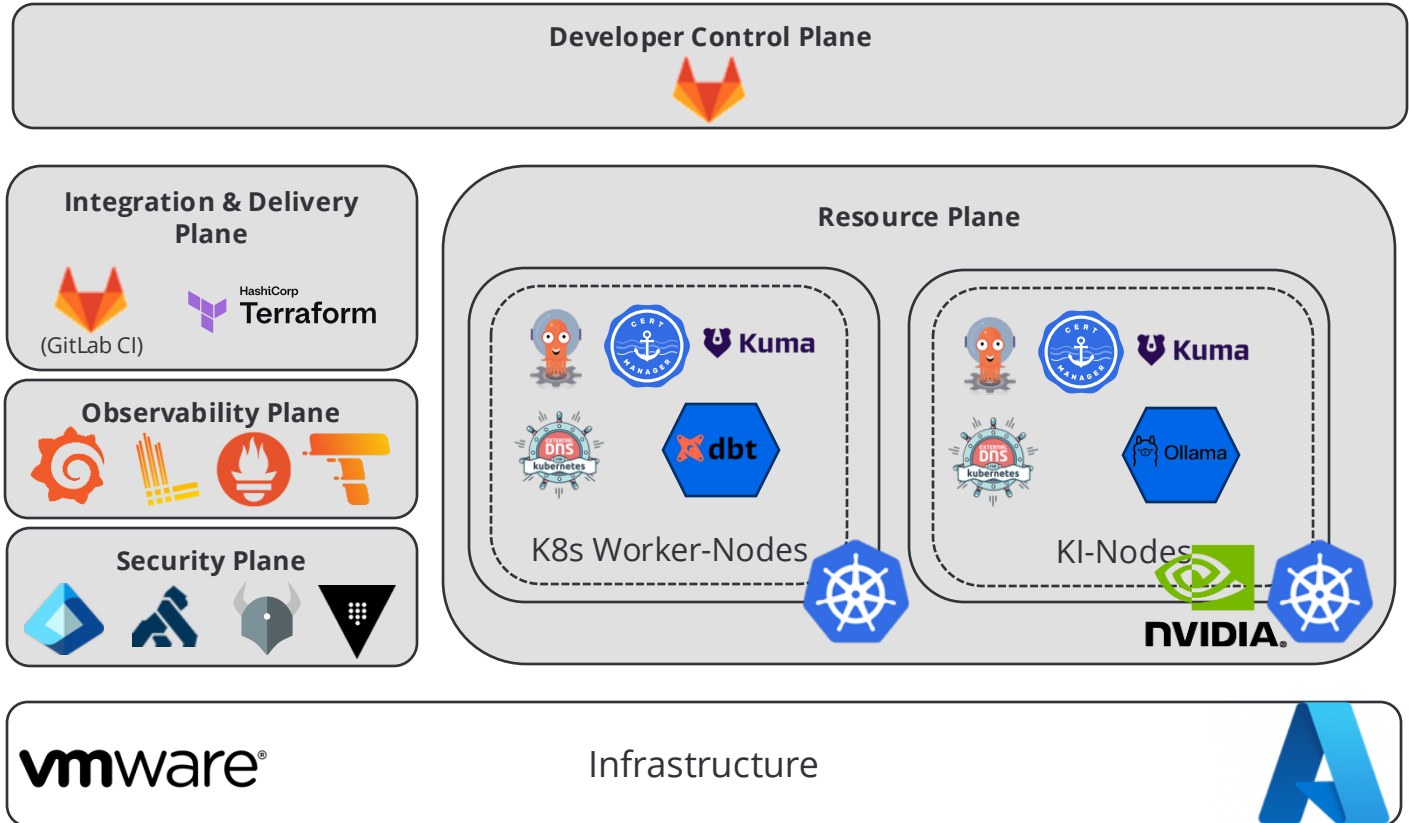 Developer Control Plane
Integration & Delivery
Plane
HashiCorp
Terraform
(GitLab CI)
Observability Plane
Security Plane
Resource Plane
CERT
MANAGER
Kuma
EXTERNAL
DNS
FOR
kubernetes
dbt
K8s Worker-Nodes
CERT
MANAGER
Kuma
EXTERNAL
DNS
FOR
kubernetes
Ollama
KI-Nodes
NVIDIA.®
vmware®
Infrastructure